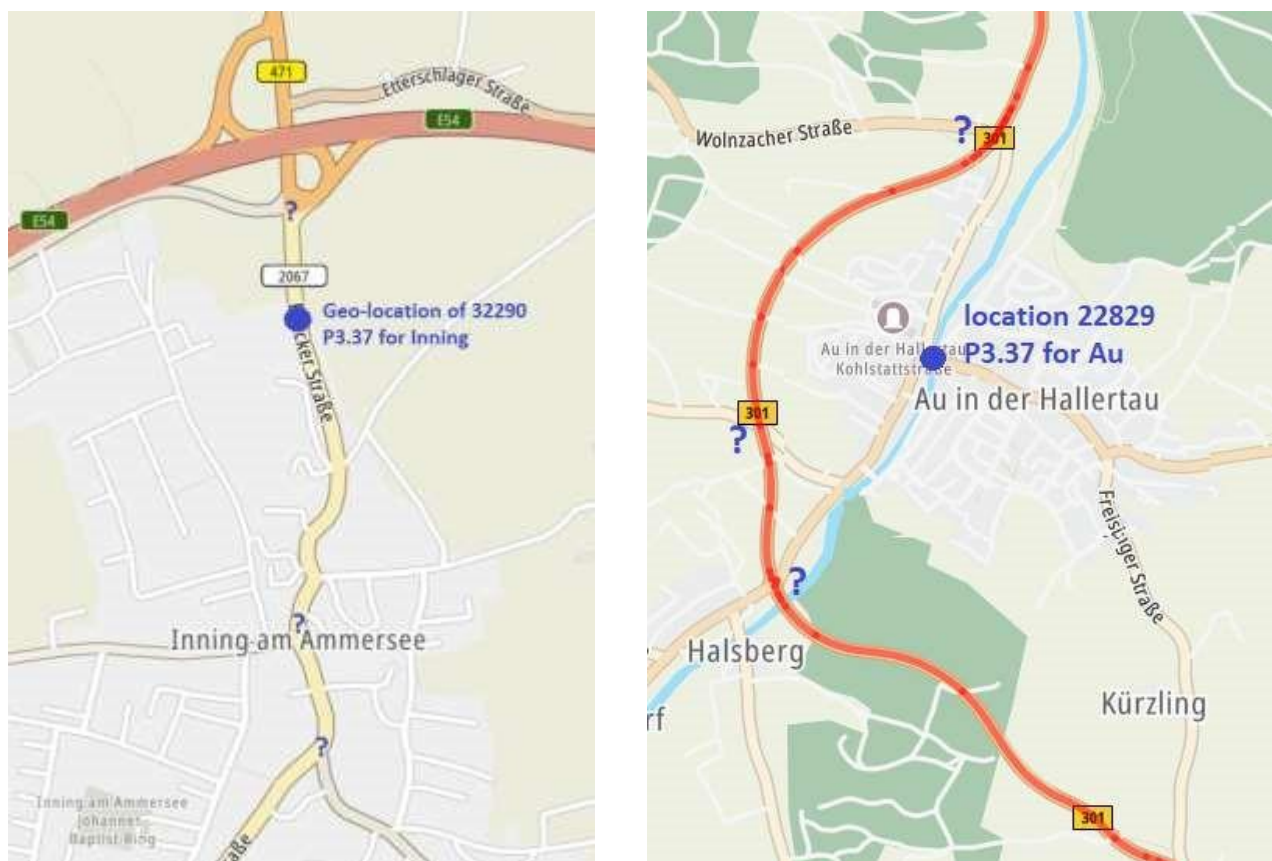 471
Etterschlager Straße
E54
E54
?
2067
Geo-location of 32290
P3.37 for Inning
cker Straße
?
Inning am Ammersee
?
Inning am Ammersee
Johannes-
Baptist-Ring
raße
Wolnzacher Straße
?
301
location 22829
P3.37 for Au
Au in der Hallertau
Kohlstattstraße
Au in der Hallertau
301
?
Freisinger Straße
?
Halsberg
rf
Kürzling
301